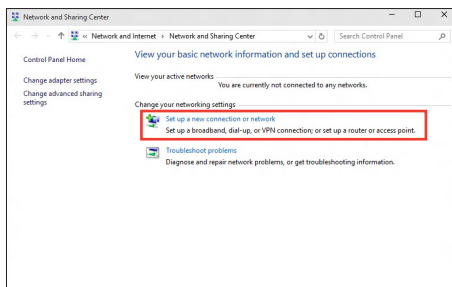 Network and Sharing Center
« Network and Internet › Network and Sharing Center
Search Control Panel
Control Panel Home
Change adapter settings
Change advanced sharing
settings
View your basic network information and set up connections
View your active networks
You are currently not connected to any networks.
Change your networking settings
Set up a new connection or network
Set up a broadband, dial-up, or VPN connection; or set up a router or access point.
Troubleshoot problems
Diagnose and repair network problems, or get troubleshooting information.